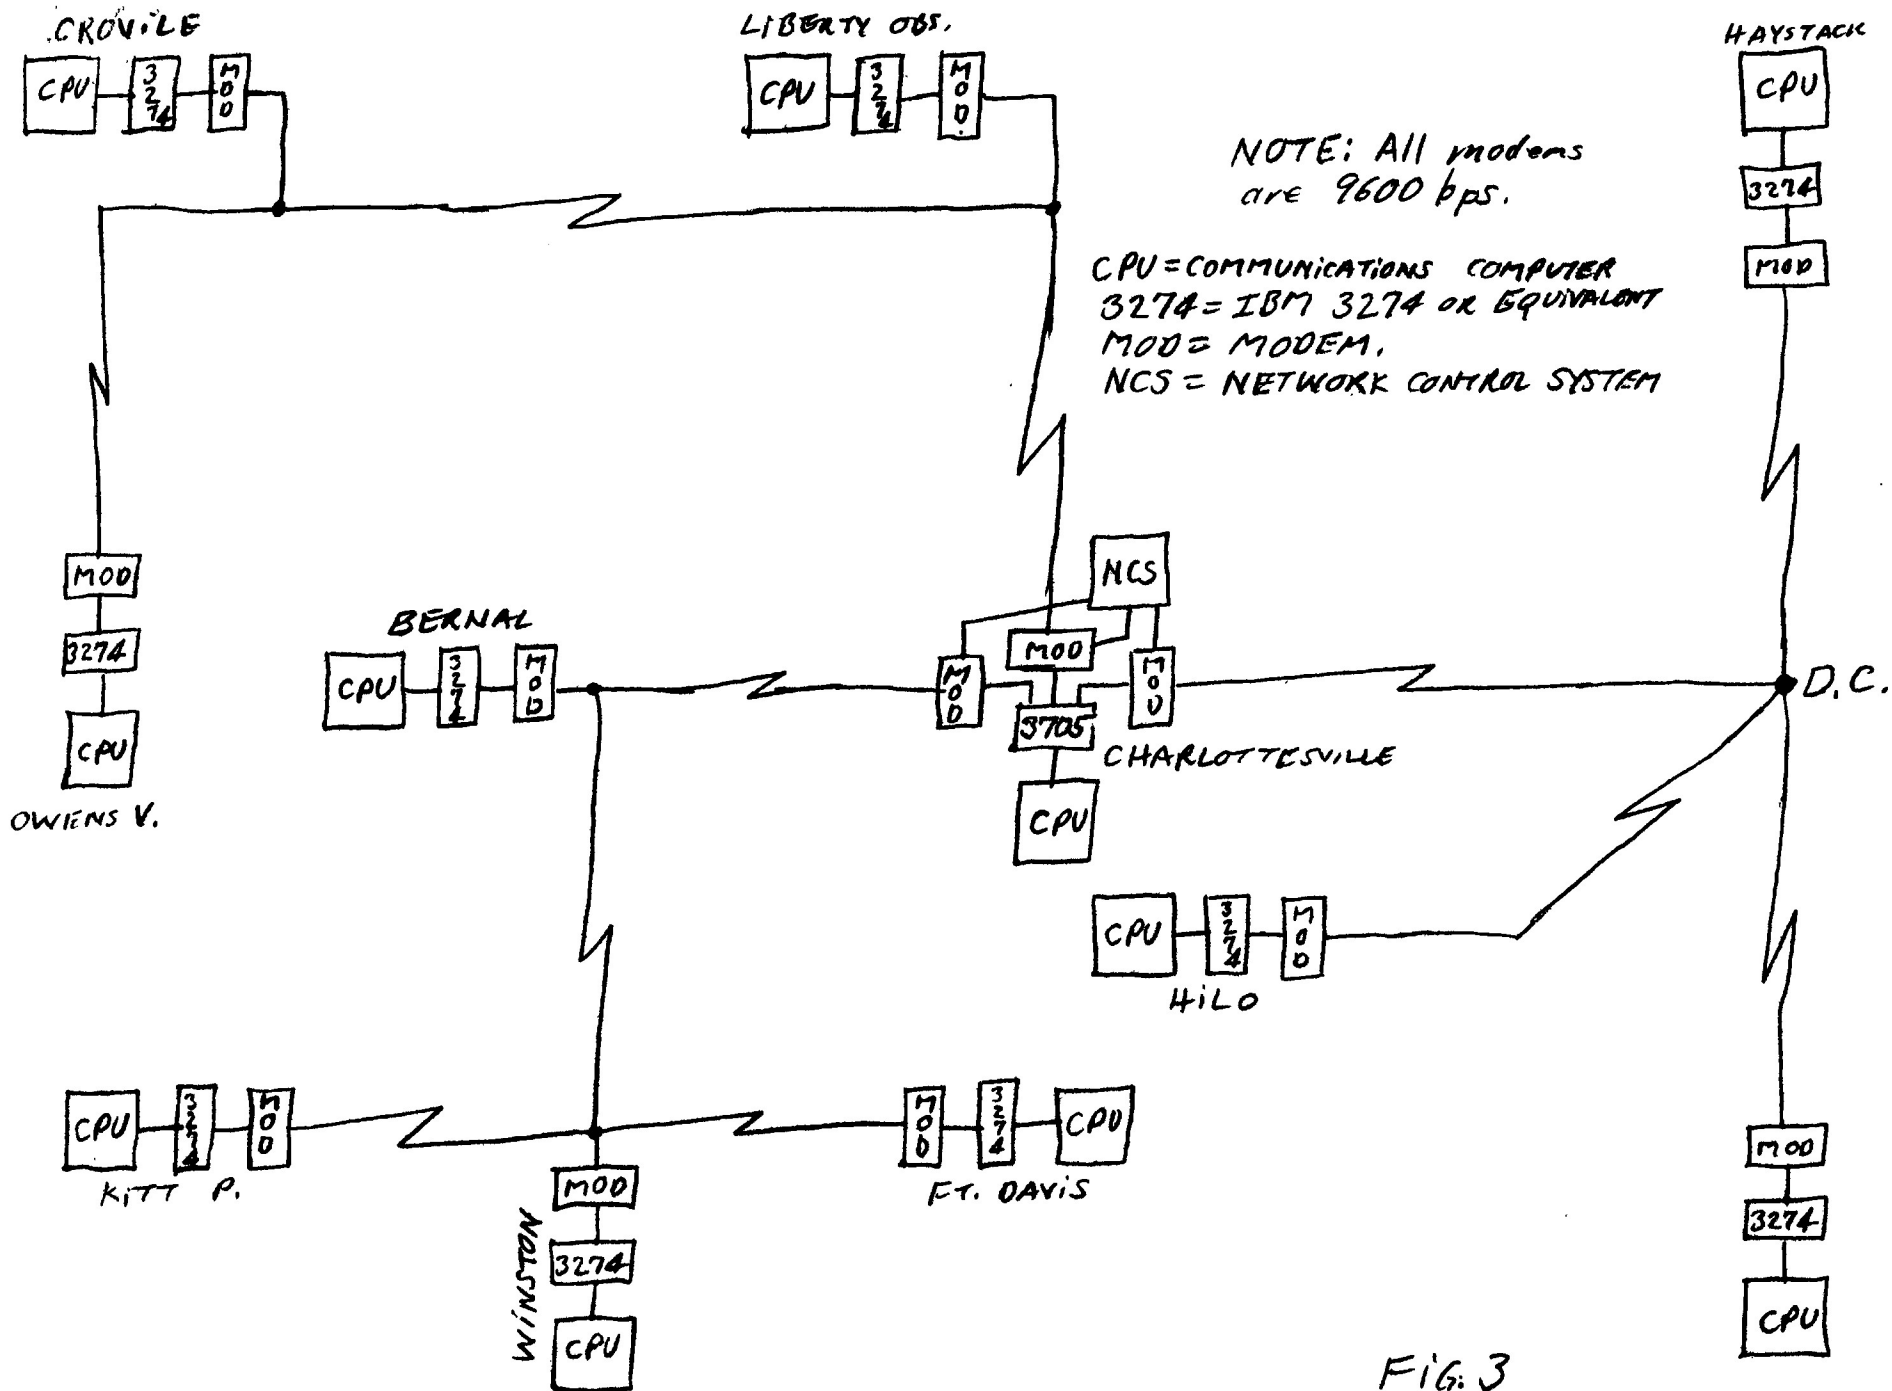 CROVILE
CPU
3274
MOD
LIBERTY OBS.
CPU
3274
MOD
HAYSTACK
CPU
3274
MOD
NOTE: All modems
are 9600 bps.
CPU = COMMUNICATIONS COMPUTER
3274 = IBM 3274 OR EQUIVALENT
MOD = MODEM.
NCS = NETWORK CONTROL SYSTEM
MOD
3274
CPU
OWENS V.
BERNAL
CPU
3274
MOD
NCS
MOD
MOD
MOD
3705
CHARLOTTESVILLE
CPU
D.C.
CPU
3274
MOD
HILO
CPU
3274
MOD
KITT P.
MOD
3274
CPU
FT. DAVIS
MOD
3274
CPU
WINSTON
MOD
3274
CPU
FIG. 3